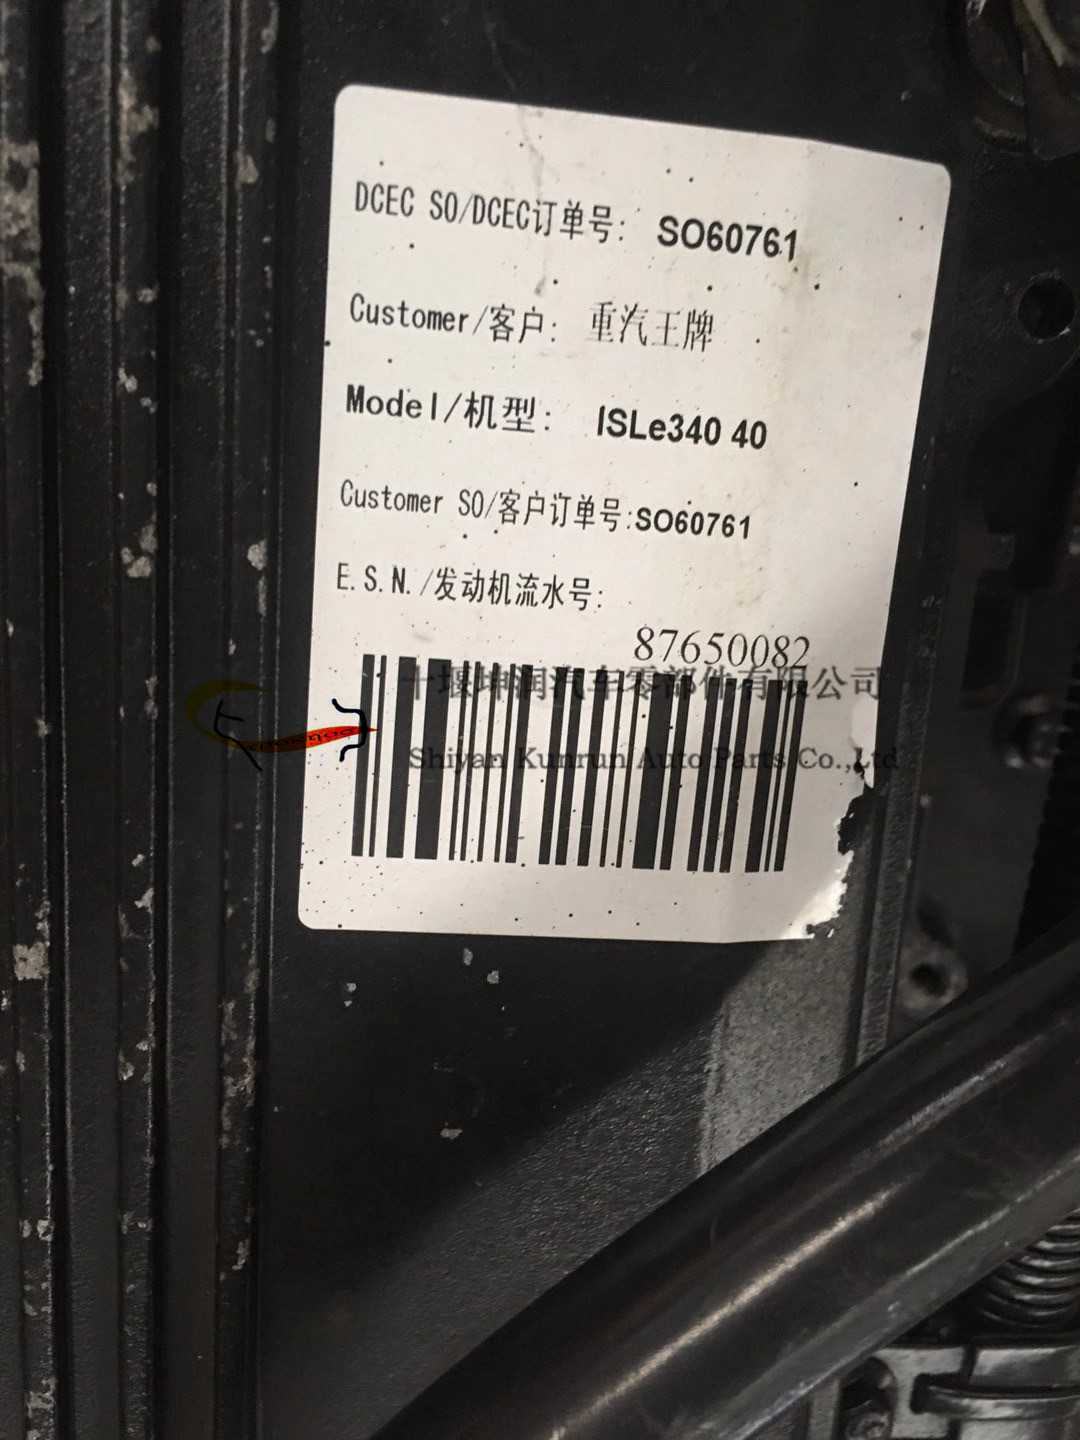 DCEC SO/DCEC订单号: SO60761
Customer/客户: 重汽王牌
Model/机型: ISLe340 40
Customer SO/客户订单号:SO60761
E.S.N./发动机流水号:
87650082
十堰坤润汽车零部件有限公司
Shiyan Kunrun Auto Parts Co.,Ltd